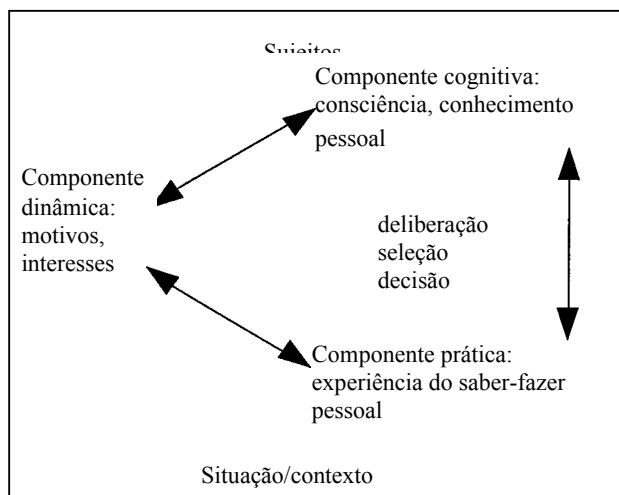 Sujeitos
Componente cognitiva:
consciência, conhecimento
pessoal
Componente
dinâmica:
motivos,
interesses
deliberação
seleção
decisão
Componente prática:
experiência do saber-fazer
pessoal
Situação/contexto